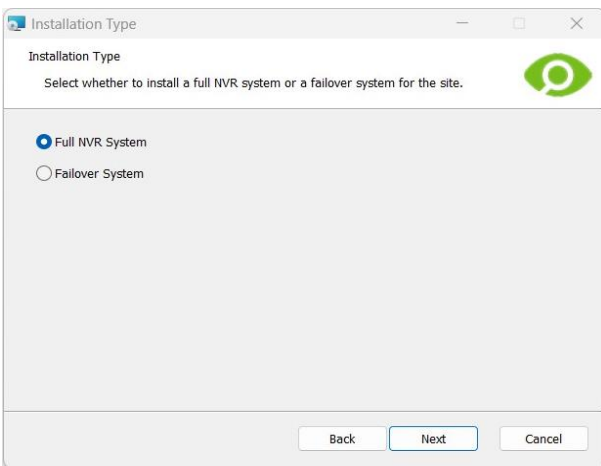 Installation Type
Installation Type
Select whether to install a full NVR system or a failover system for the site.
Full NVR System
Failover System
Back Next Cancel